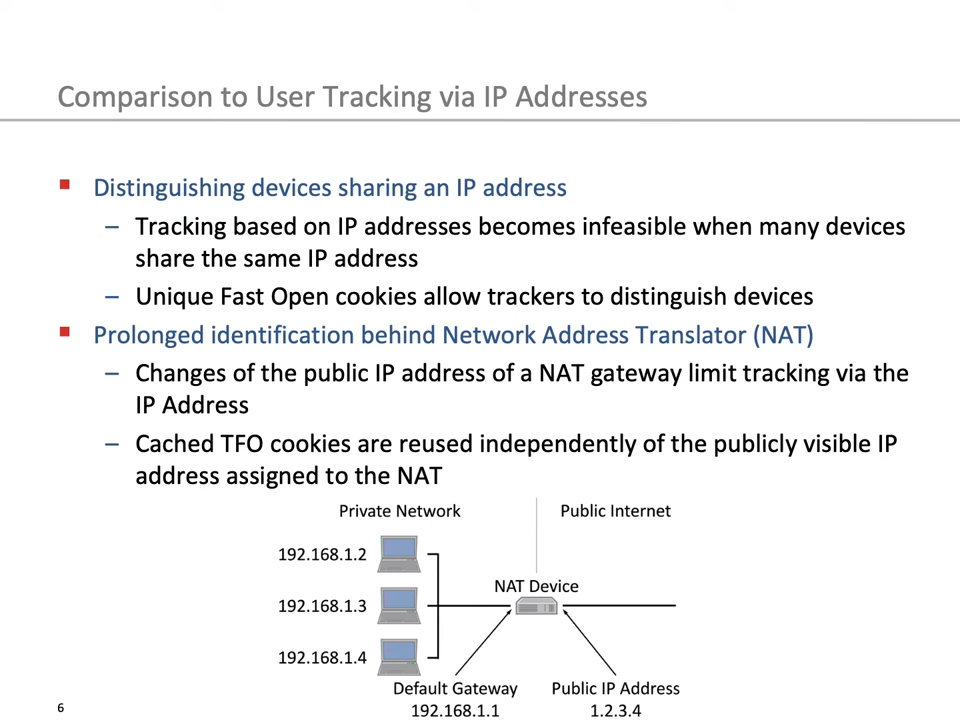 Comparison to User Tracking via IP Addresses
Distinguishing devices sharing an IP address
– Tracking based on IP addresses becomes infeasible when many devices
share the same IP address
– Unique Fast Open cookies allow trackers to distinguish devices
Prolonged identification behind Network Address Translator (NAT)
– Changes of the public IP address of a NAT gateway limit tracking via the
IP Address
– Cached TFO cookies are reused independently of the publicly visible IP
address assigned to the NAT
Private Network
Public Internet
192.168.1.2
NAT Device
192.168.1.3
192.168.1.4
Default Gateway
192.168.1.1
Public IP Address
1.2.3.4
6